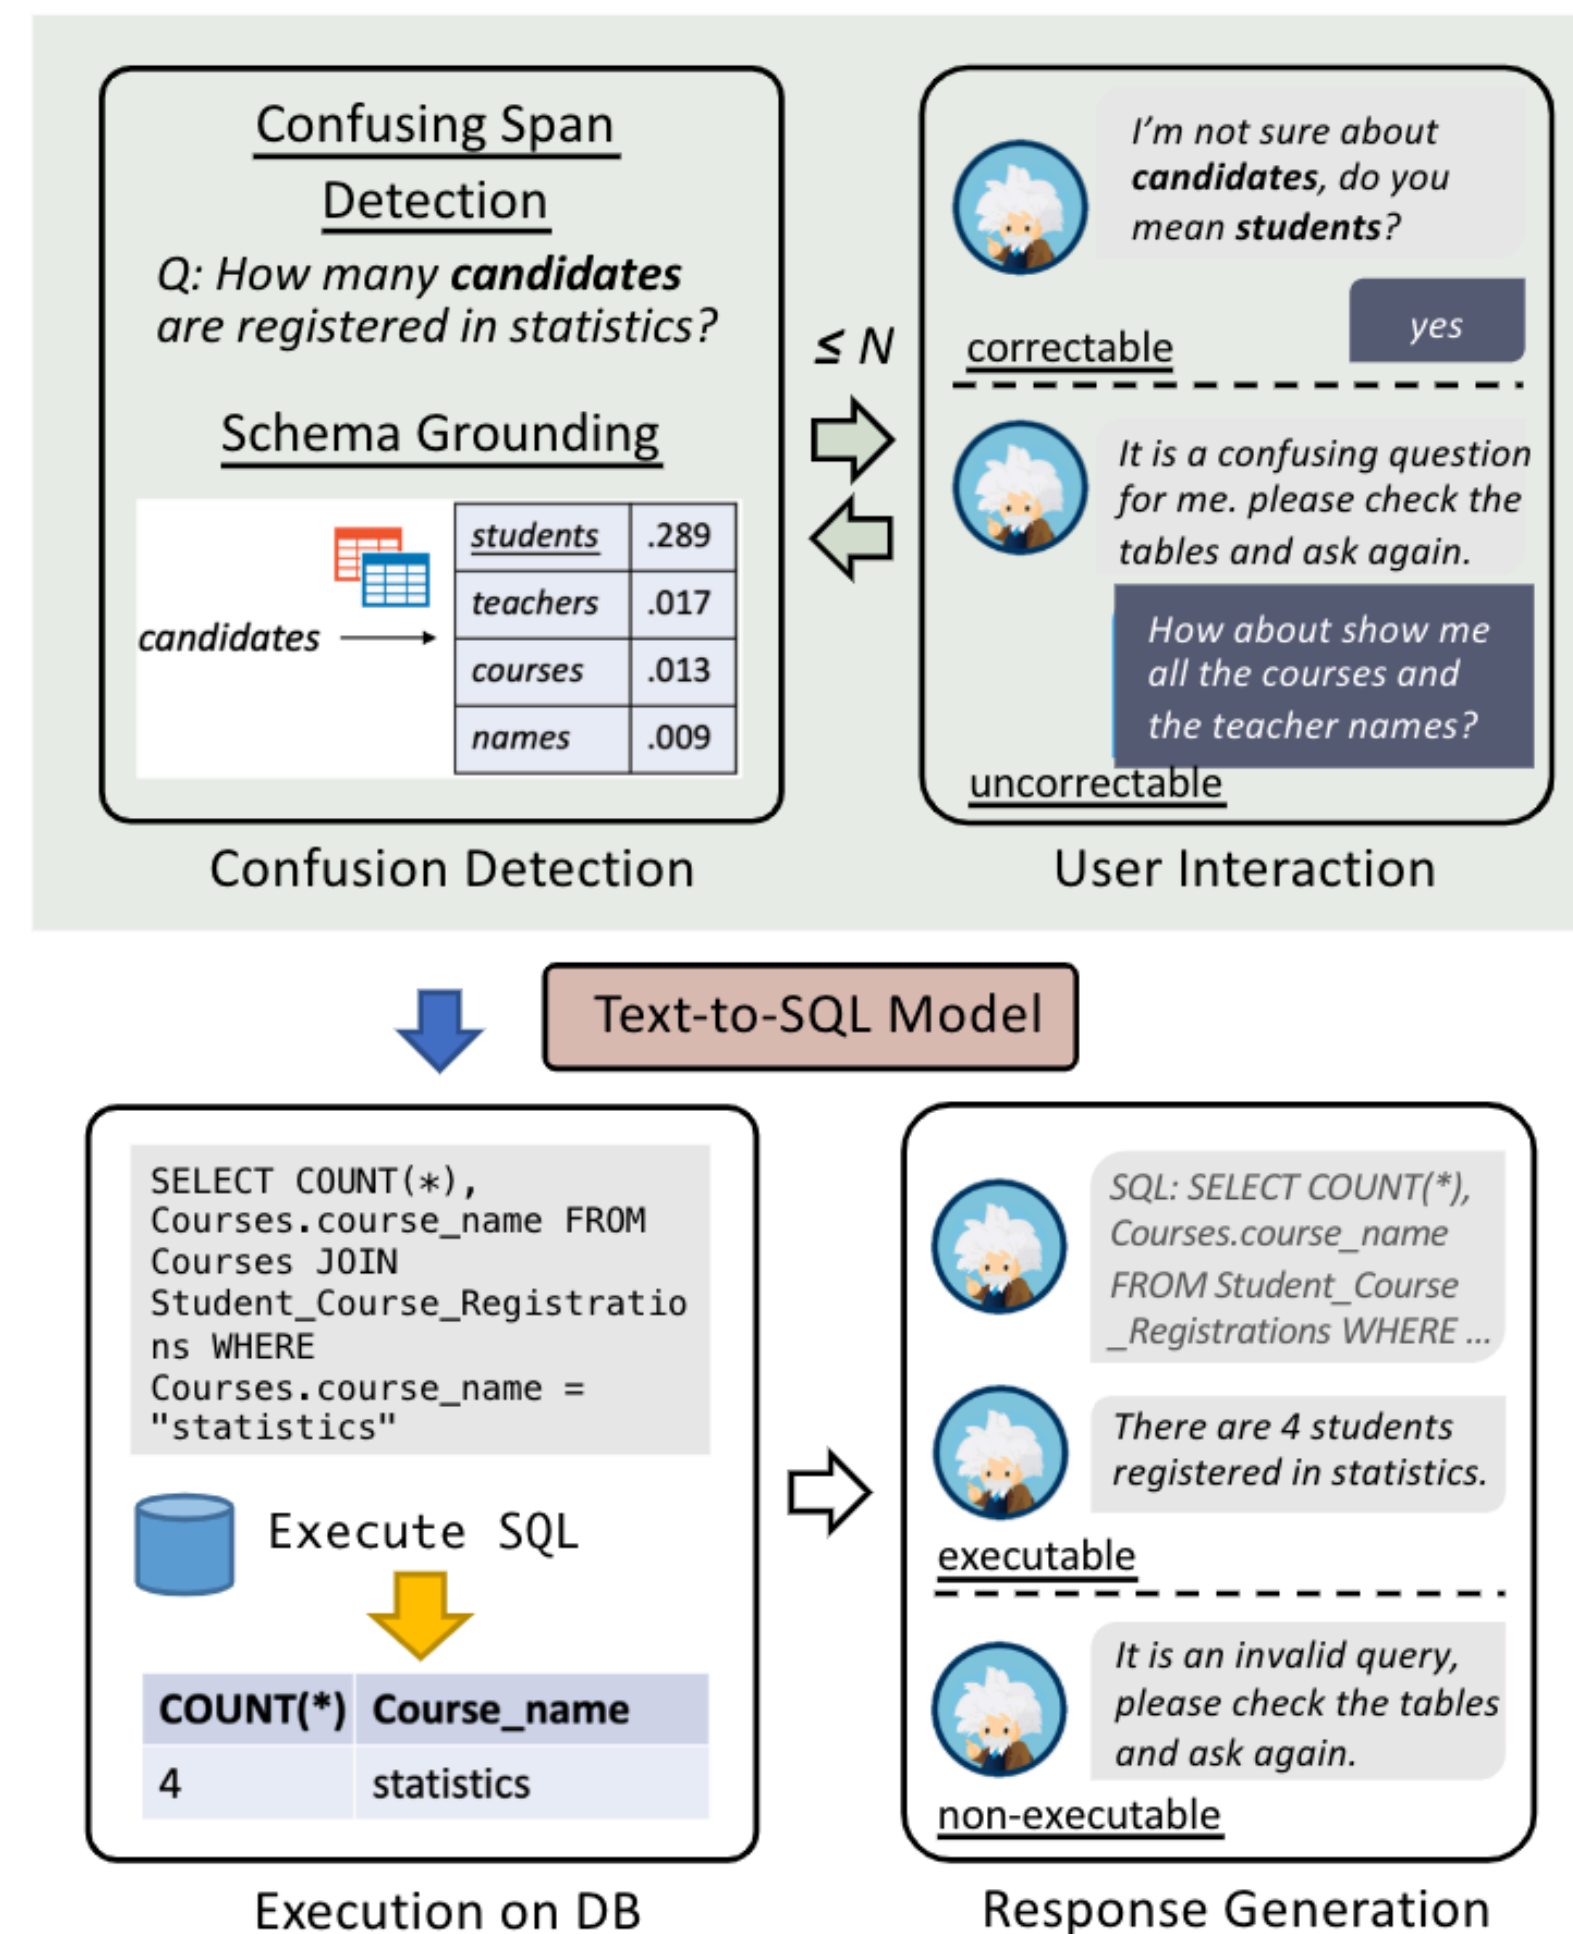 Confusing Span
Detection
Q: How many candidates
are registered in statistics?
Schema Grounding
candidates
students .289
teachers .017
courses .013
names .009
Confusion Detection
≤ N
I'm not sure about
candidates, do you
mean students?
yes
correctable
It is a confusing question
for me. please check the
tables and ask again.
How about show me
all the courses and
the teacher names?
uncorrectable
User Interaction
Text-to-SQL Model
SELECT COUNT(*),
Courses.course_name FROM
Courses JOIN
Student_Course_Registratio
ns WHERE
Courses.course_name =
"statistics"
Execute SQL
COUNT(*) Course_name
4 statistics
Execution on DB
SQL: SELECT COUNT(*),
Courses.course_name
FROM Student_Course
_Registrations WHERE ...
There are 4 students
registered in statistics.
executable
It is an invalid query,
please check the tables
and ask again.
non-executable
Response Generation